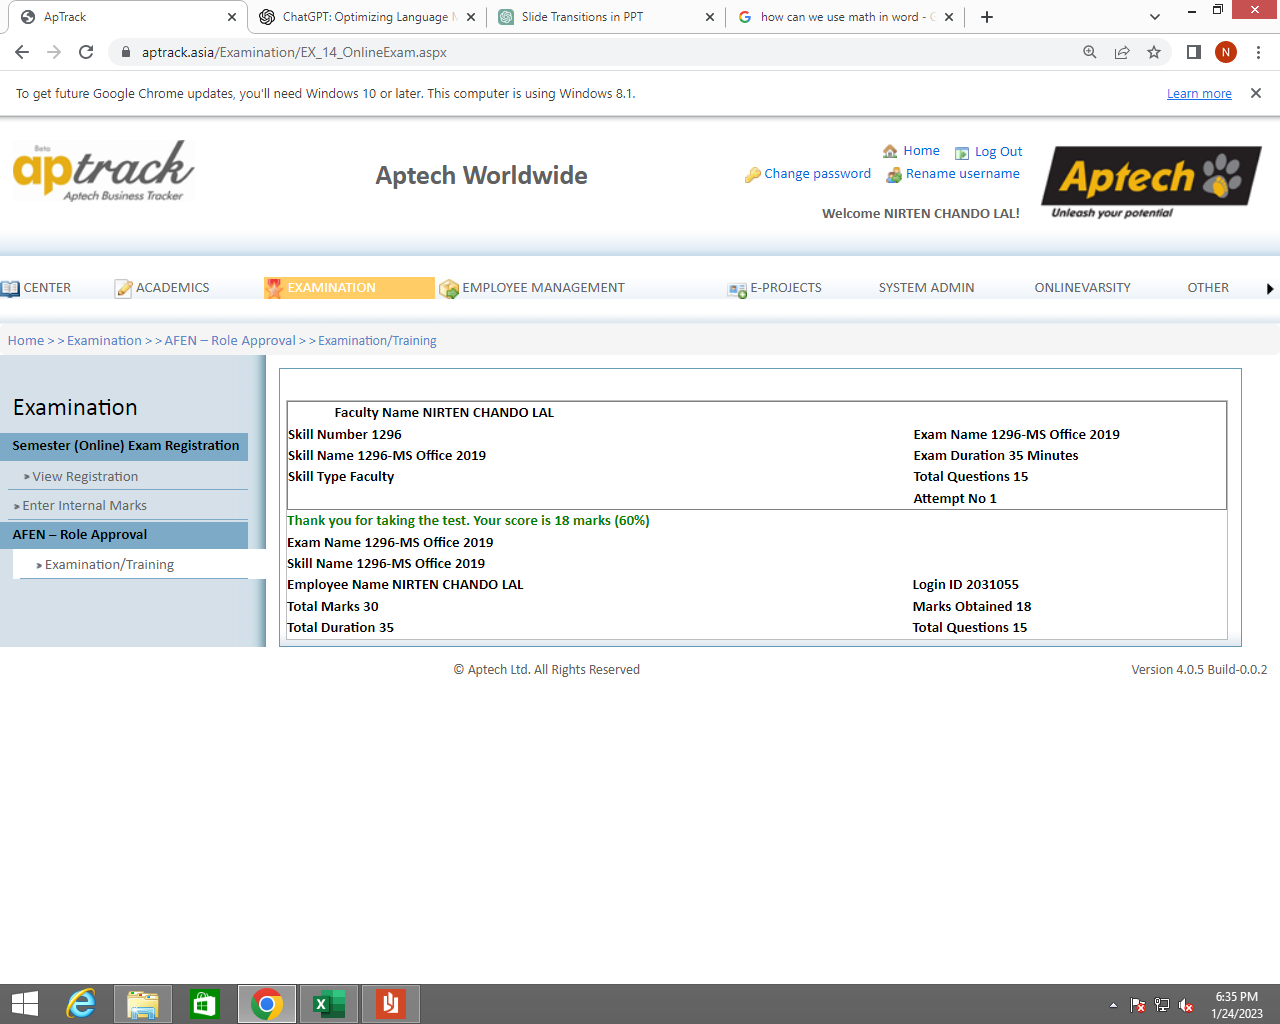 ApTrack
ChatGPT: Optimizing Language M
Slide Transitions in PPT
how can we use math in word - G
aptrack.asia/Examination/EX_14_OnlineExam.aspx
N
To get future Google Chrome updates, you'll need Windows 10 or later. This computer is using Windows 8.1.
Learn more
Beta
aptrack
Aptech Business Tracker
Aptech Worldwide
Home
Log Out
Change password
Rename username
Welcome NIRTEN CHANDO LAL!
Aptech
Unleash your potential
CENTER
ACADEMICS
EXAMINATION
EMPLOYEE MANAGEMENT
E-PROJECTS
SYSTEM ADMIN
ONLINEVARSITY
OTHER
Home > > Examination > > AFEN – Role Approval > > Examination/Training
Examination
Semester (Online) Exam Registration
» View Registration
» Enter Internal Marks
AFEN – Role Approval
» Examination/Training
Faculty Name NIRTEN CHANDO LAL
Skill Number 1296
Exam Name 1296-MS Office 2019
Skill Name 1296-MS Office 2019
Exam Duration 35 Minutes
Skill Type Faculty
Total Questions 15
Attempt No 1
Thank you for taking the test. Your score is 18 marks (60%)
Exam Name 1296-MS Office 2019
Skill Name 1296-MS Office 2019
Employee Name NIRTEN CHANDO LAL
Login ID 2031055
Total Marks 30
Marks Obtained 18
Total Duration 35
Total Questions 15
© Aptech Ltd. All Rights Reserved
Version 4.0.5 Build-0.0.2
6:35 PM
1/24/2023